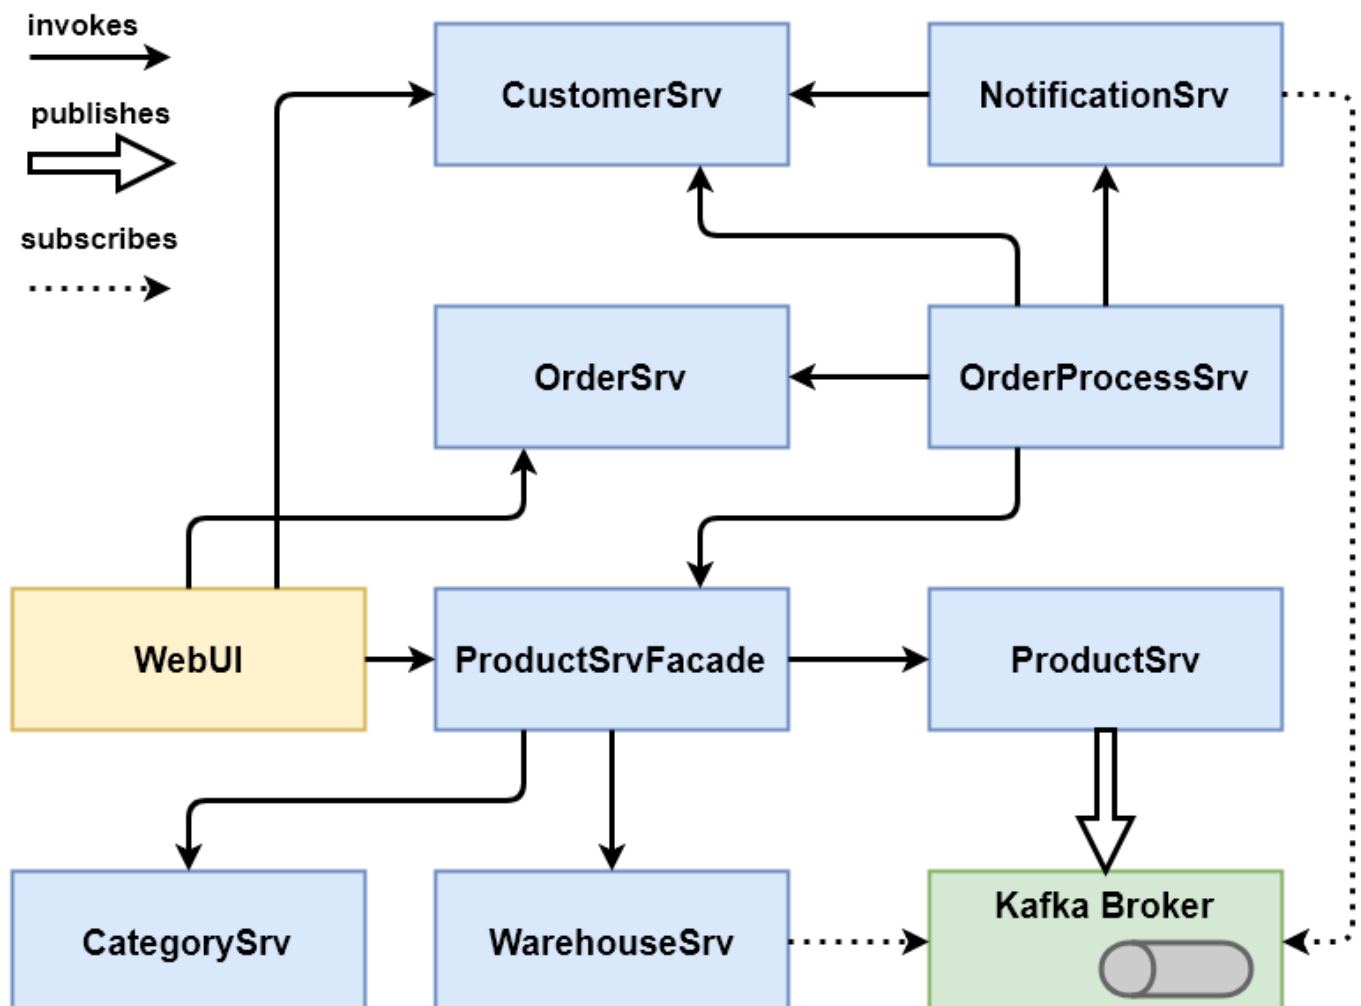 invokes
publishes
subscribes
CustomerSrv
NotificationSrv
OrderSrv
OrderProcessSrv
WebUI
ProductSrvFacade
ProductSrv
CategorySrv
WarehouseSrv
Kafka Broker